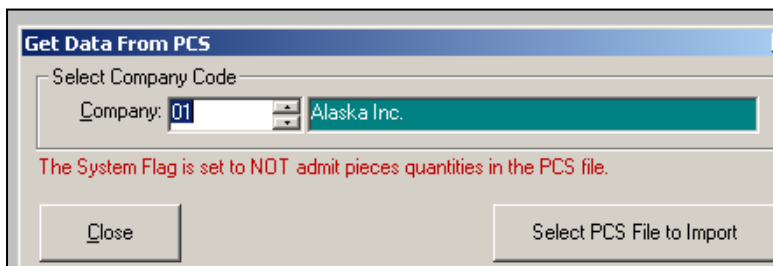 Get Data From PCS
Select Company Code
Company: 01 Alaska Inc.
The System Flag is set to NOT admit pieces quantities in the PCS file.
Close Select PCS File to Import